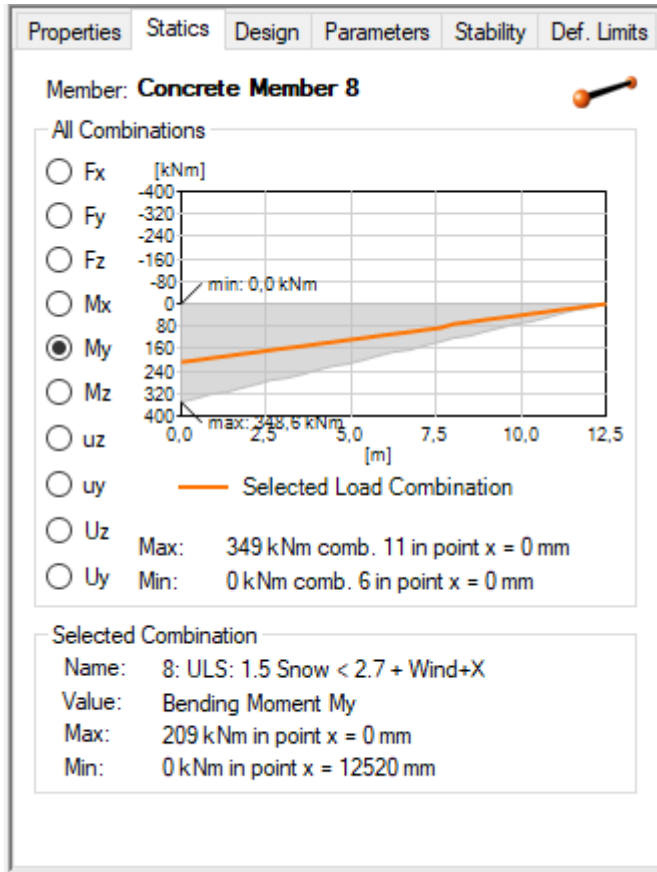 Properties Statics Design Parameters Stability Def. Limits
Member: Concrete Member 8
All Combinations
Fx
Fy
Fz
Mx
My
Mz
uz
uy
Uz
Uy
[kNm]
-400
-320
-240
-160
-80
0
80
160
240
320
400
min: 0,0 kNm
max: 348,6 kNm
0,0 2,5 5,0 7,5 10,0 12,5
[m]
Selected Load Combination
Max: 349 kNm comb. 11 in point x = 0 mm
Min: 0 kNm comb. 6 in point x = 0 mm
Selected Combination
Name: 8: ULS: 1.5 Snow < 2.7 + Wind+X
Value: Bending Moment My
Max: 209 kNm in point x = 0 mm
Min: 0 kNm in point x = 12520 mm